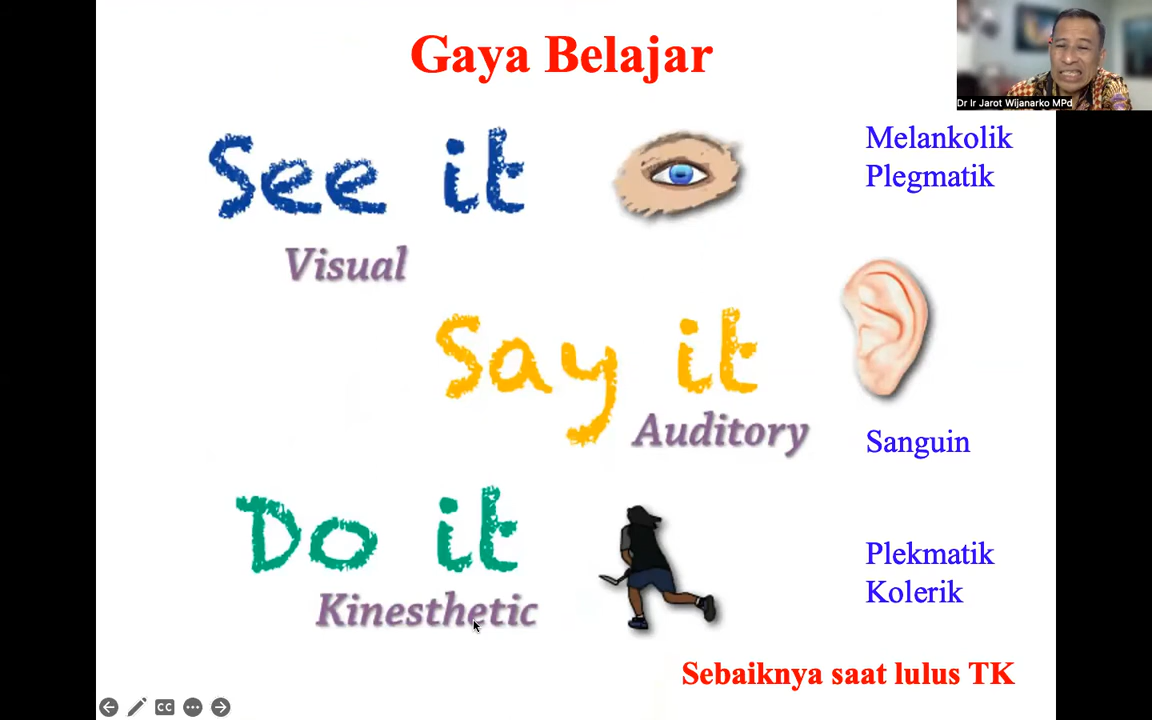 Gaya Belajar
Dr Ir Jarot Wijanarko MPd
See it
Visual
Melankolik
Plegmatik
Say it
Auditory
Sanguin
Do it
Kinesthetic
Plekmatik
Kolerik
Sebaiknya saat lulus TK
CC